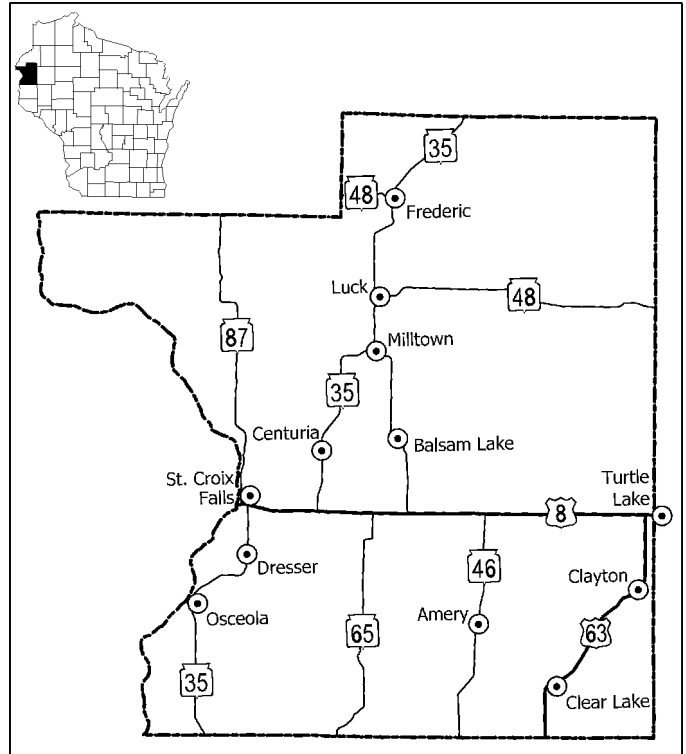 35
48
Frederic
Luck
48
87
Milltown
35
Centuria
Balsam Lake
St. Croix
Falls
Turtle
Lake
8
Dresser
46
Clayton
Osceola
Amery
65
63
35
Clear Lake